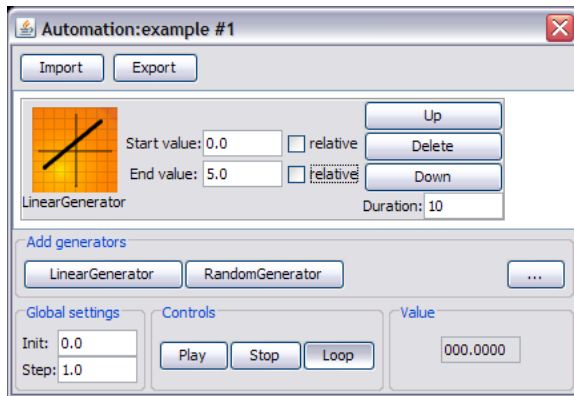 Automation:example #1
Import Export
Up
Start value: 0.0 relative Delete
End value: 5.0 relative Down
LinearGenerator Duration: 10
Add generators
LinearGenerator RandomGenerator ...
Global settings Controls Value
Init: 0.0
Play Stop Loop 000.0000
Step: 1.0